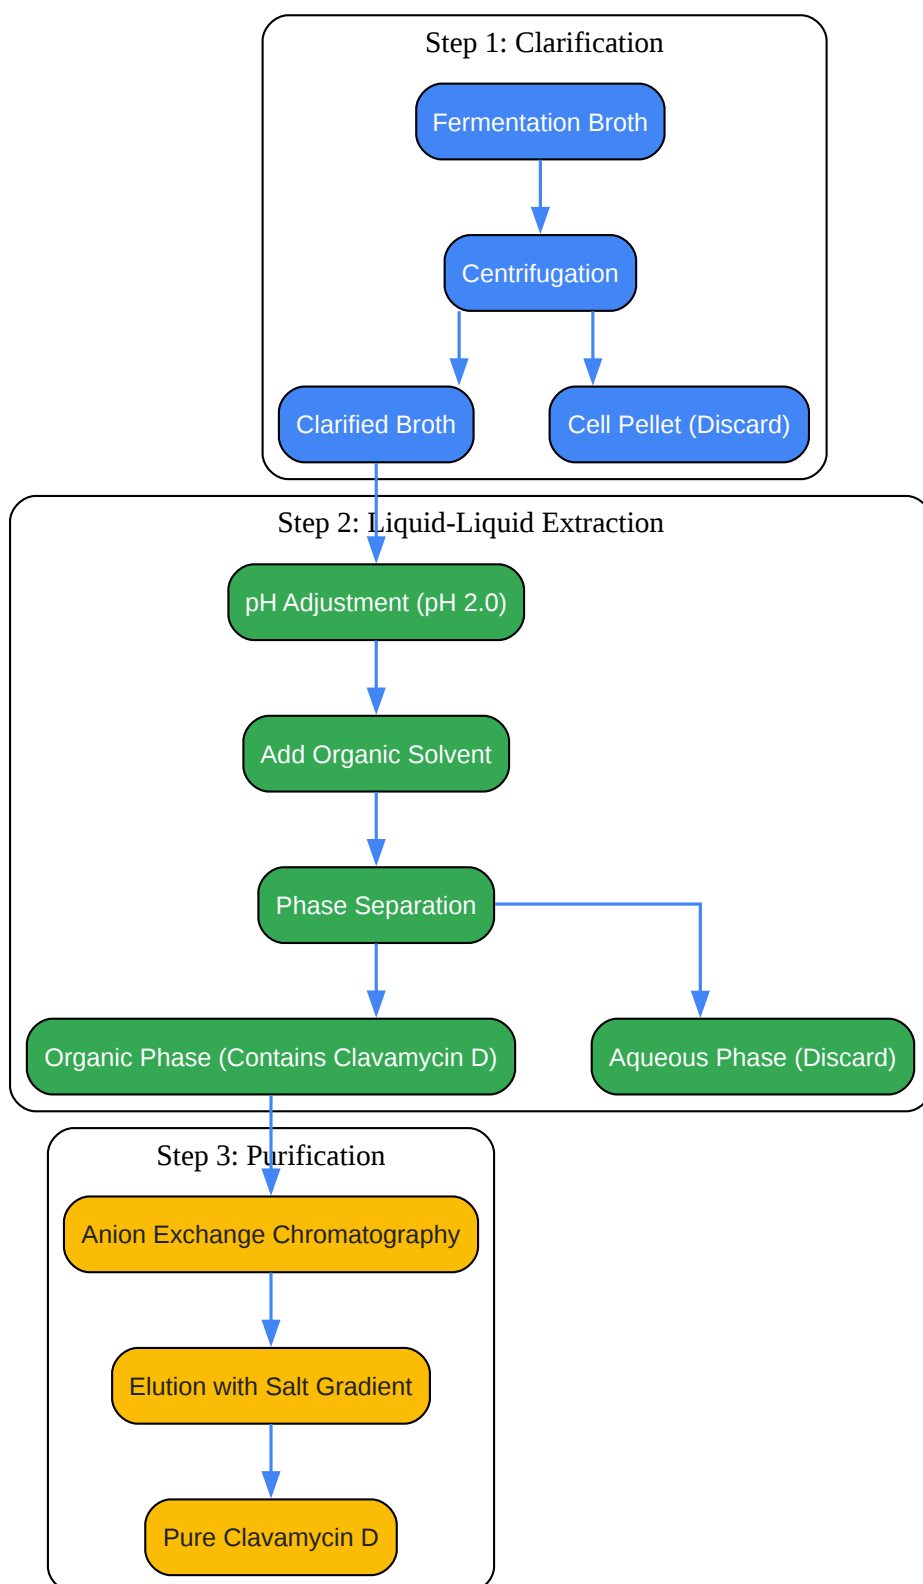 Step 1: Clarification
Fermentation Broth
Centrifugation
Clarified Broth
Cell Pellet (Discard)
Step 2: Liquid-Liquid Extraction
pH Adjustment (pH 2.0)
Add Organic Solvent
Phase Separation
Organic Phase (Contains Clavamycin D)
Aqueous Phase (Discard)
Step 3: Purification
Anion Exchange Chromatography
Elution with Salt Gradient
Pure Clavamycin D